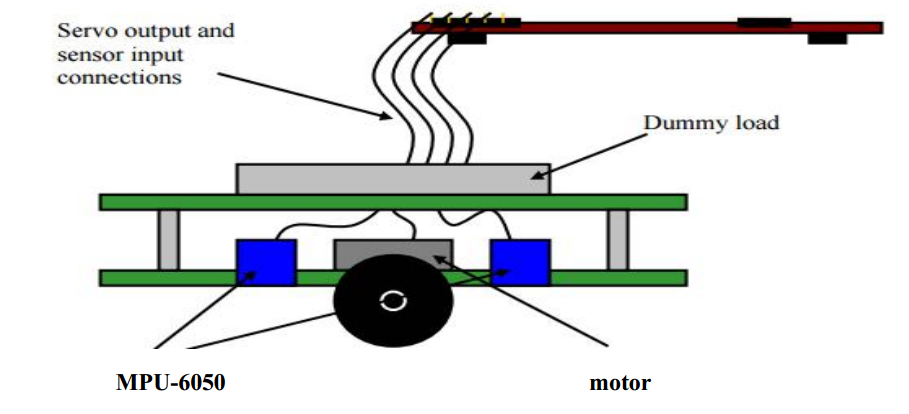 Servo output and
sensor input
connections
Dummy load
MPU-6050
motor